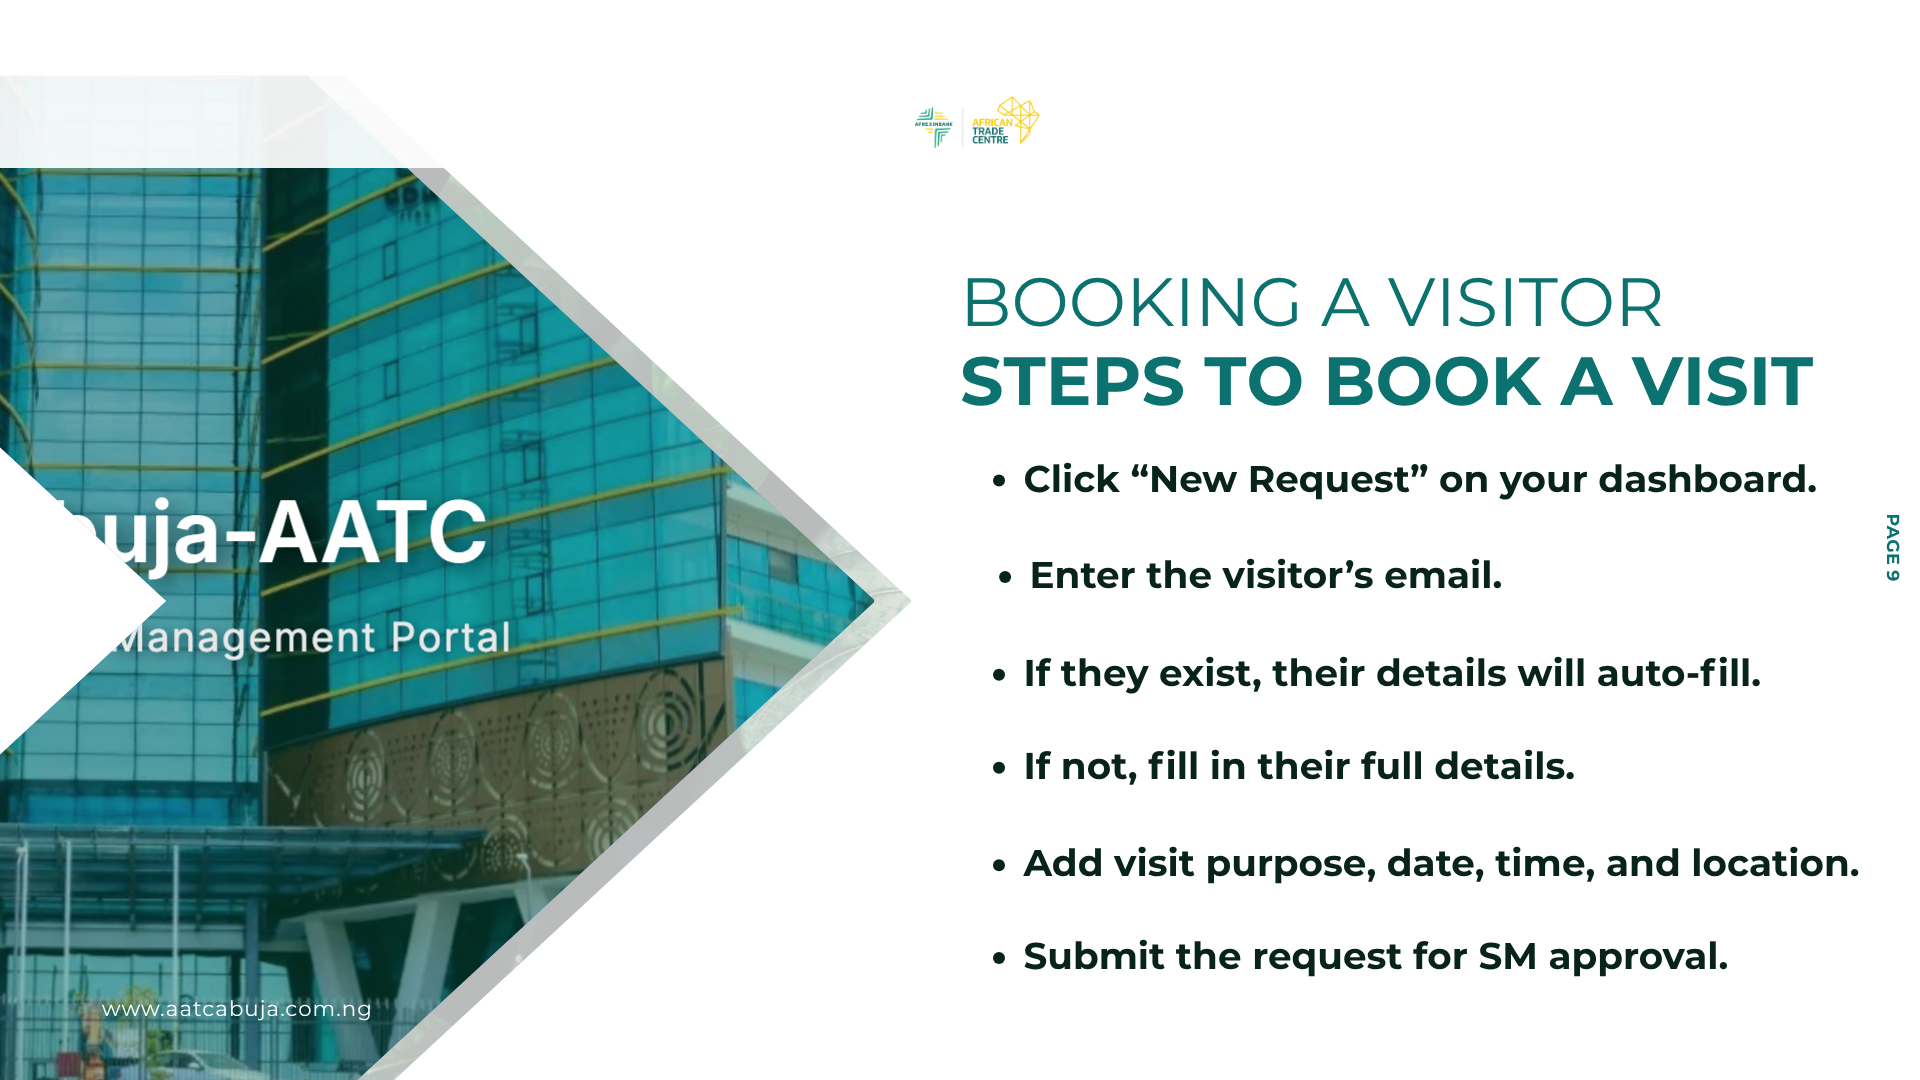 AFREXIMBANK
AFRICAN
TRADE
CENTRE
BOOKING A VISITOR
STEPS TO BOOK A VISIT
• Click “New Request” on your dashboard.
• Enter the visitor’s email.
• If they exist, their details will auto-fill.
• If not, fill in their full details.
• Add visit purpose, date, time, and location.
• Submit the request for SM approval.
PAGE 9
buja-AATC
Management Portal
www.aatcabuja.com.ng